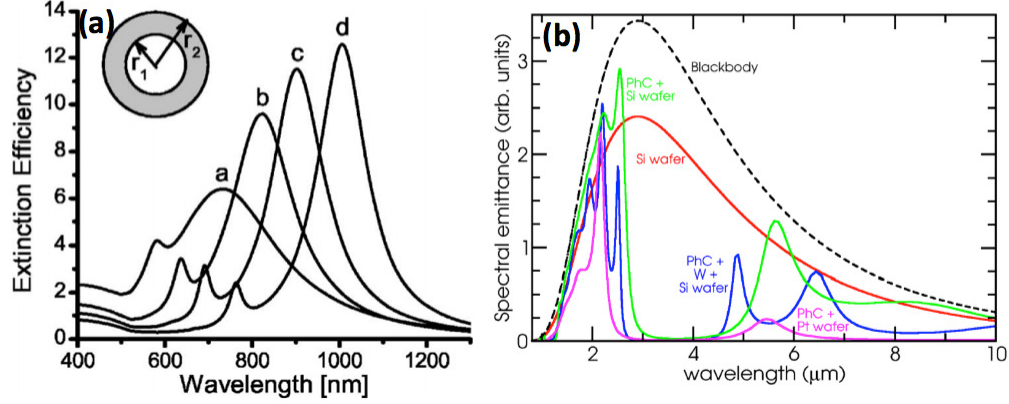 (a)
r1
r2
a
b
c
d
14
12
10
8
6
4
2
0
Extinction Efficiency
400
600
800
1000
1200
Wavelength [nm]
(b)
Blackbody
PhC +
Si wafer
Si wafer
PhC +
W +
Si wafer
PhC +
Pt wafer
3
2
1
0
Spectral emittance (arb. units)
2
4
6
8
10
wavelength (μm)